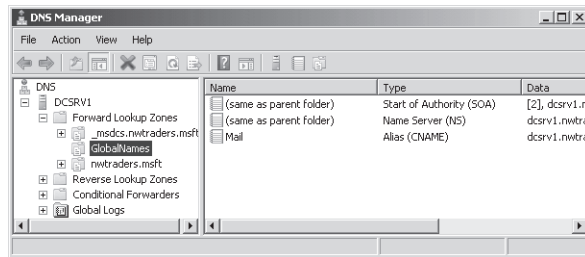 DNS Manager
File Action View Help
DNS
DCSRV1
Forward Lookup Zones
_msdcs.nwtraders.msft
GlobalNames
nwtraders.msft
Reverse Lookup Zones
Conditional Forwarders
Global Logs
Name Type Data
(same as parent folder) Start of Authority (SOA) [2], dcsrv1.n
(same as parent folder) Name Server (NS) dcsrv1.nwtra
Mail Alias (CNAME) dcsrv1.nwtra